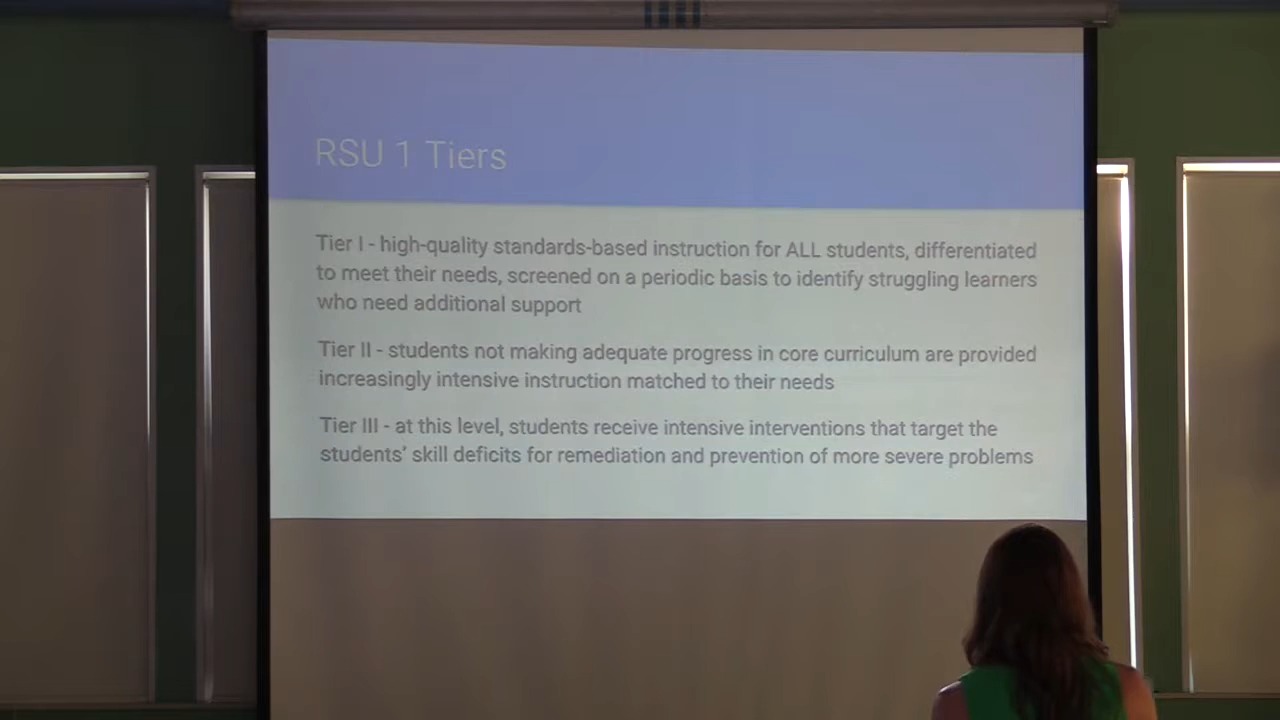 RSU 1 Tiers
Tier I - high-quality standards-based instruction for ALL students, differentiated
to meet their needs, screened on a periodic basis to identify struggling learners
who need additional support
Tier II - students not making adequate progress in core curriculum are provided
increasingly intensive instruction matched to their needs
Tier III - at this level, students receive intensive interventions that target the
students’ skill deficits for remediation and prevention of more severe problems